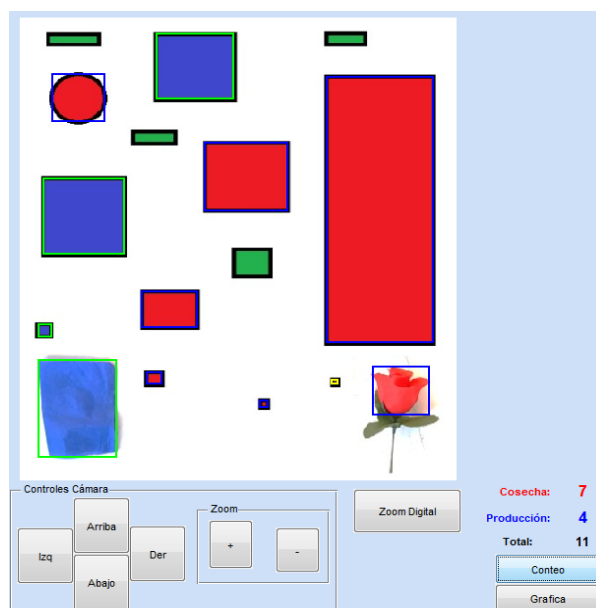 Controles Cámara
Arriba
Izq
Der
Abajo
Zoom
+
-
Zoom Digital
Cosecha: 7
Producción: 4
Total: 11
Conteo
Grafica